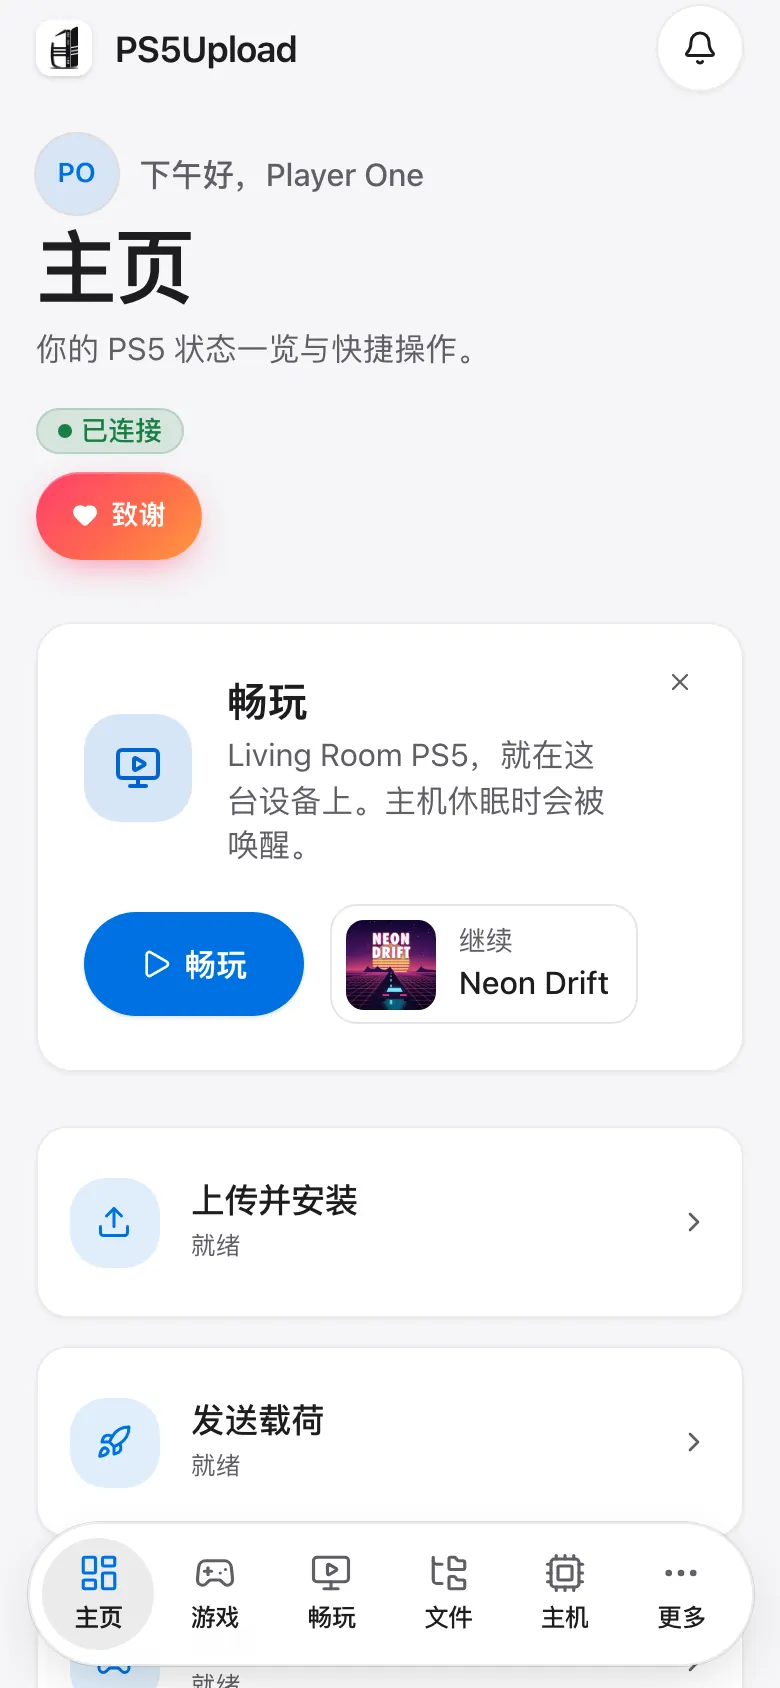 PS5Upload
PO
下午好，Player One
主页
你的 PS5 状态一览与快捷操作。
已连接
致谢
畅玩
Living Room PS5，就在这
台设备上。主机休眠时会被
唤醒。
畅玩
NEON
DRIFT
继续
Neon Drift
上传并安装
就绪
发送载荷
就绪
主页
游戏
畅玩
文件
主机
更多
就绪